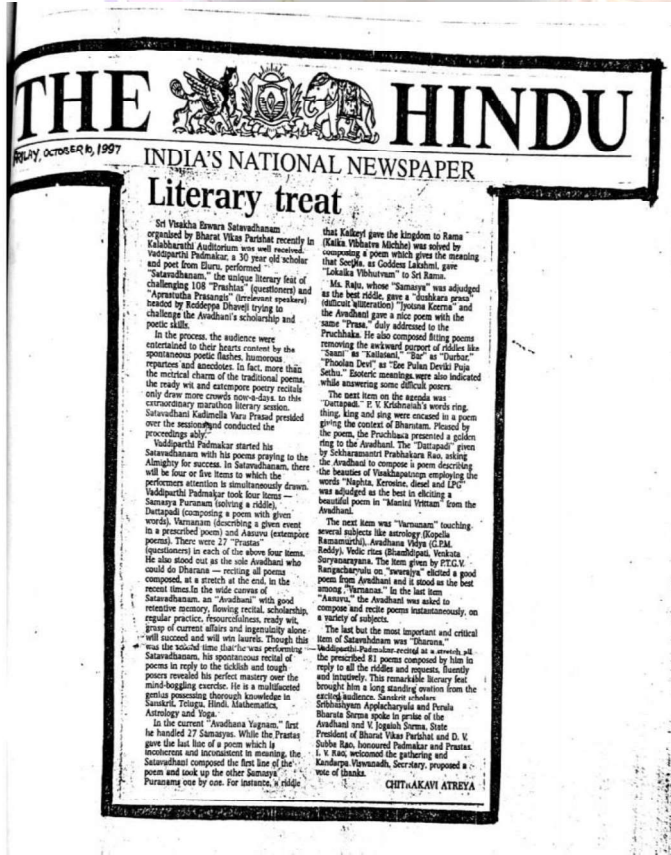 THE HINDU
FRIDAY, OCTOBER 10, 1997
INDIA'S NATIONAL NEWSPAPER
Literary treat
Sri Visakha Eswara Satavadhanam
organised by Bharat Vikas Parishat recently in
Kalabharathi Auditorium was well received.
Vaddiparthi Padmakar, a 30 year old scholar
and poet from Eluru, performed
"Satavadhanam," the unique literary feat of
challenging 108 "Prashtas" (questioners) and
"Aprastutha Prasangis" (irrelevant speakers)
headed by Reddeppa Dhaveji trying to
challenge the Avadhani's scholarship and
poetic skills.
In the process, the audience were
entertained to their hearts content by the
spontaneous poetic flashes, humorous
repartees and anecdotes. In fact, more than
the metrical charm of the traditional poems,
the ready wit and extempore poetry recitals
only draw more crowds now-a-days, to this
extraordinary marathon literary session.
Satavadhani Kadimella Vara Prasad presided
over the sessions and conducted the
proceedings ably.
Vaddiparthi Padmakar started his
Satavadhanam with his poems praying to the
Almighty for success. In Satavadhanam, there
will be four or five items to which the
performers attention is simultaneously drawn.
Vaddiparthi Padmakar took four items —
Samasya Puranam (solving a riddle),
Dattapadi (composing a poem with given
words), Varnanam (describing a given event
in a prescribed poem) and Aasuvu (extempore
poems). There were 27 "Prastas"
(questioners) in each of the above four items.
He also stood out as the sole Avadhani who
could do Dharana — reciting all poems
composed, at a stretch at the end, in the
recent times.In the wide canvas of
Satavadhanam, an "Avadhani" with good
retentive memory, flowing recital, scholarship,
regular practice, resourcefulness, ready wit,
grasp of current affairs and ingenuinity alone
will succeed and will win laurels. Though this
was the second time that he was performing
Satavadhanam, his spontaneous recital of
poems in reply to the ticklish and tough
posers revealed his perfect mastery over the
mind-boggling exercise. He is a multifaceted
genius possessing thorough knowledge in
Sanskrit, Telugu, Hindi, Mathematics,
Astrology and Yoga.
In the current "Avadhana Yagnam," first
he handled 27 Samasyas. While the Prastas
gave the last line of a poem which is
incoherent and inconsistent in meaning, the
Satavadhani composed the first line of the
poem and took up the other Samasya
Puranams one by one. For instance, a riddle
that Kaikeyi gave the kingdom to Rama
(Kaika Vibhatva Michhe) was solved by
composing a poem which gives the meaning
that Seetha, as Goddess Lakshmi, gave
"Lokaika Vibhutvam" to Sri Rama.
Ms. Raju, whose "Samasya" was adjudged
as the best riddle, gave a "dushkara prasa"
(difficult alliteration) "Jyotsna Keerna" and
the Avadhani gave a nice poem with the
same "Prasa," duly addressed to the
Pruchhaka. He also composed fitting poems
removing the awkward purport of riddles like
"Saani" as "Kailasani," "Bar" as "Durbar,"
"Phoolan Devi" as "Eee Pulan Deviki Puja
Sethu." Esoteric meanings were also indicated
while answering some difficult posers.
The next item on the agenda was
"Dattapadi." P. V. Krishnaiah's words ring,
thing, king and sing were encased in a poem
giving the context of Bharatam. Pleased by
the poem, the Pruchhaka presented a golden
ring to the Avadhani. The "Dattapadi" given
by Sekharamantri Prabhakara Rao, asking
the Avadhani to compose a poem describing
the beauties of Visakhapatnam employing the
words "Naphta, Kerosine, diesel and LPG"
was adjudged as the best in eliciting a
beautiful poem in "Manini Vrittam" from the
Avadhani.
The next item was "Varnanam" touching
several subjects like astrology (Kopella
Ramamurthi), Avadhana Vidya (G.P.M.
Reddy), Vedic rites (Bhamidipati, Venkata
Suryanarayana. The item given by P.T.G.V.
Rangacharyulu on "swarajya" elicited a good
poem from Avadhani and it stood as the best
among "Varnanas." In the last item
"Aasuvu," the Avadhani was asked to
compose and recite poems instantaneously, on
a variety of subjects.
The last but the most important and critical
item of Satavahdnam was "Dharana."
Vaddiparthi Padmakar recited at a stretch all
the prescribed 81 poems composed by him in
reply to all the riddles and requests, fluently
and intutively. This remarkable literary feat
brought him a long standing ovation from the
excited audience. Sanskrit scholars
Sribhashyam Applacharyulu and Perula
Bharata Sarma spoke in praise of the
Avadhani and V. Jogaiah Sarma, State
President of Bharat Vikas Parishat and D. V.
Subba Rao, honoured Padmakar and Prastas.
I. V. Rao, welcomed the gathering and
Kandarpa Viswanadh, Secretary, proposed a
vote of thanks.
CHITRAKAVI ATREYA